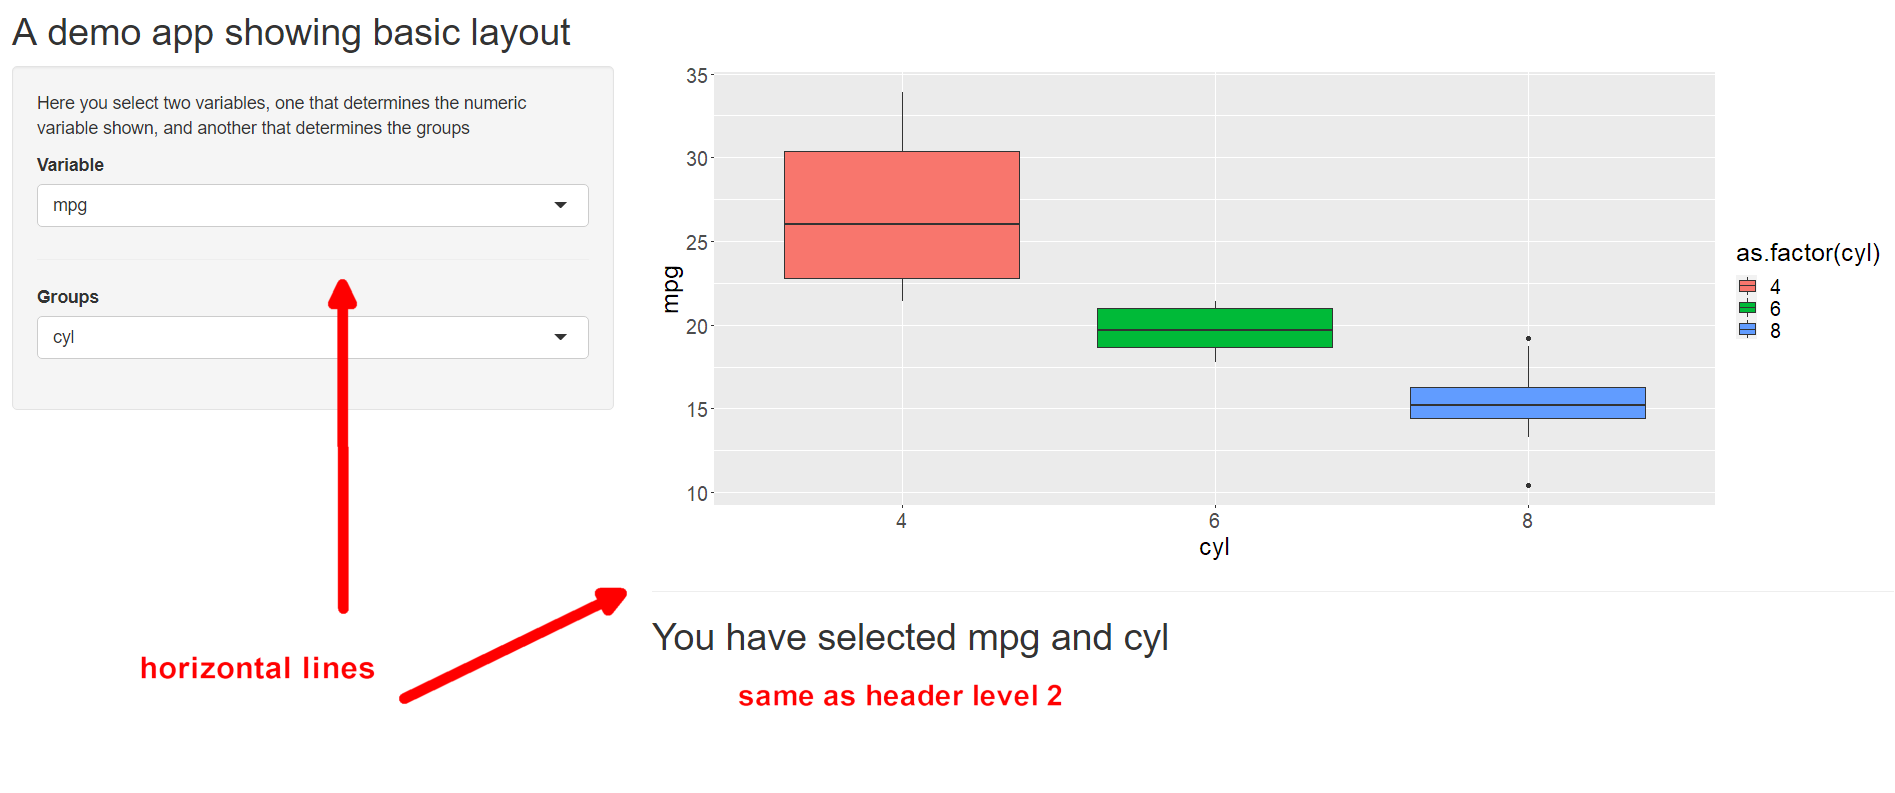 A demo app showing basic layout
Here you select two variables, one that determines the numeric
variable shown, and another that determines the groups
Variable
mpg
Groups
cyl
horizontal lines
35
30
25
20
15
10
mpg
4
6
8
cyl
as.factor(cyl)
4
6
8
You have selected mpg and cyl
same as header level 2